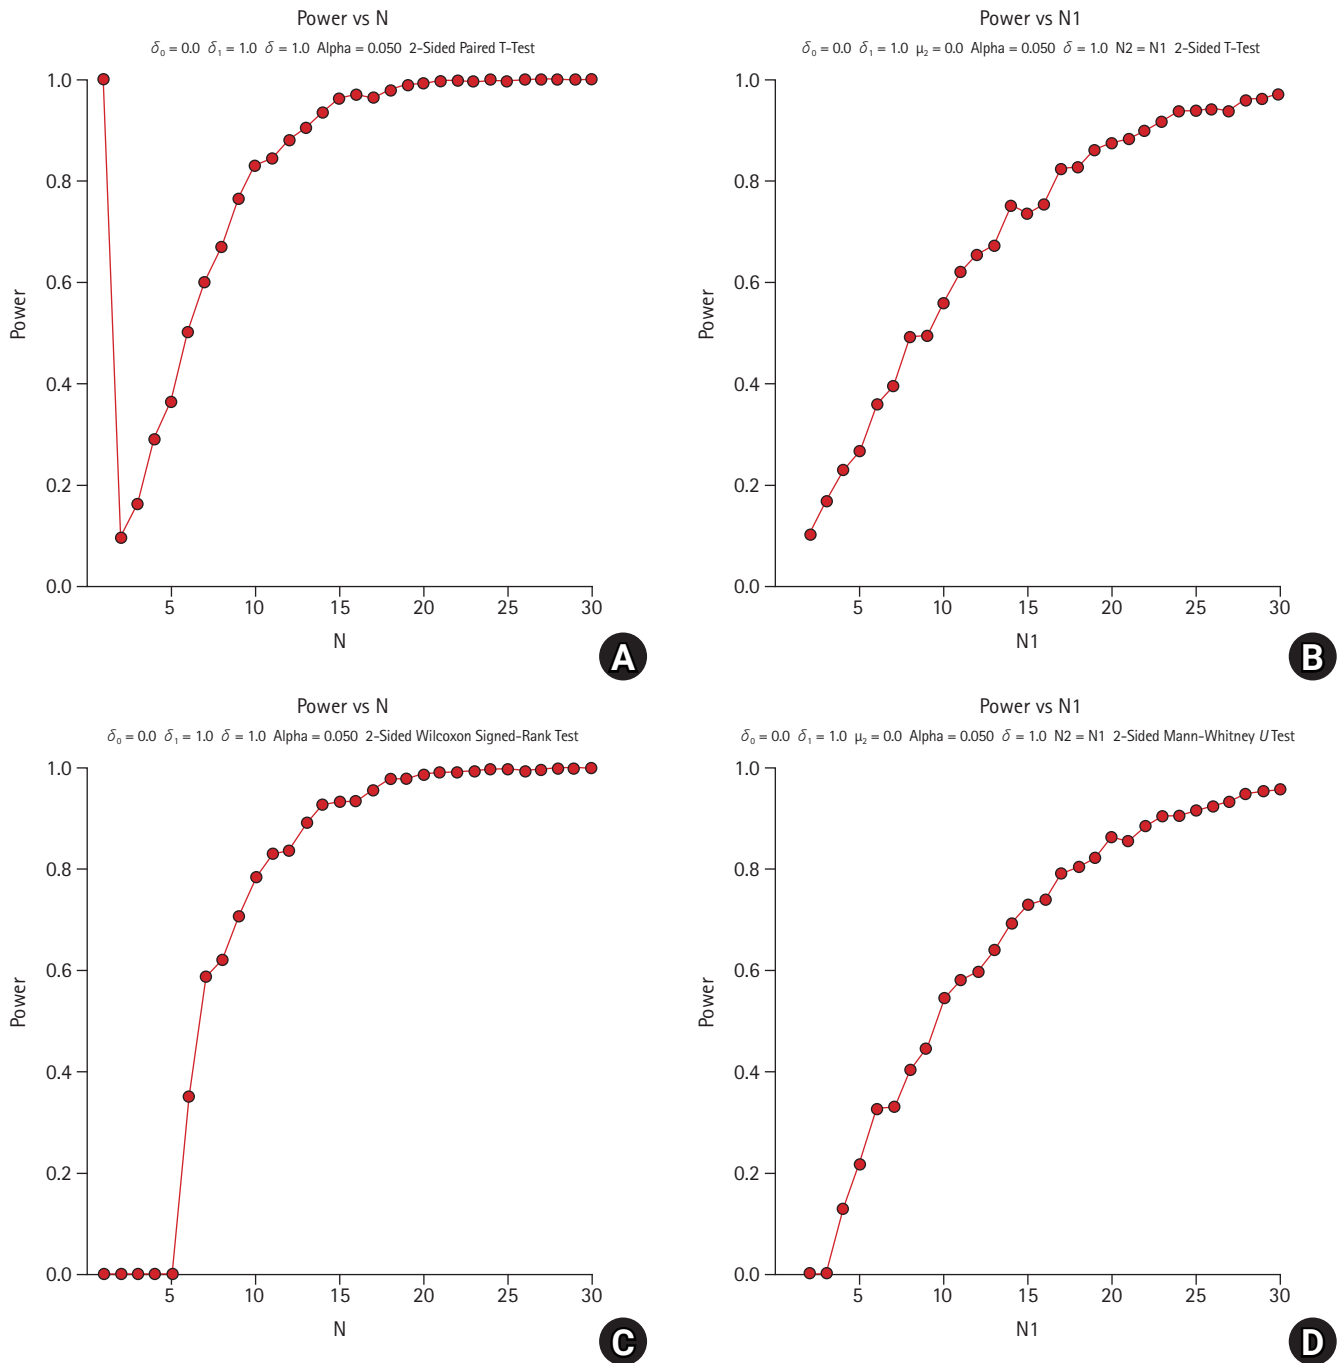 Power vs N
δ₀ = 0.0 δ₁ = 1.0 δ = 1.0 Alpha = 0.050 2-Sided Paired T-Test
1.0
0.8
0.6
0.4
0.2
0.0
Power
5 10 15 20 25 30
N
A
Power vs N1
δ₀ = 0.0 δ₁ = 1.0 μ₂ = 0.0 Alpha = 0.050 δ = 1.0 N2 = N1 2-Sided T-Test
1.0
0.8
0.6
0.4
0.2
0.0
Power
5 10 15 20 25 30
N1
B
Power vs N
δ₀ = 0.0 δ₁ = 1.0 δ = 1.0 Alpha = 0.050 2-Sided Wilcoxon Signed-Rank Test
1.0
0.8
0.6
0.4
0.2
0.0
Power
5 10 15 20 25 30
N
C
Power vs N1
δ₀ = 0.0 δ₁ = 1.0 μ₂ = 0.0 Alpha = 0.050 δ = 1.0 N2 = N1 2-Sided Mann-Whitney U Test
1.0
0.8
0.6
0.4
0.2
0.0
Power
5 10 15 20 25 30
N1
D